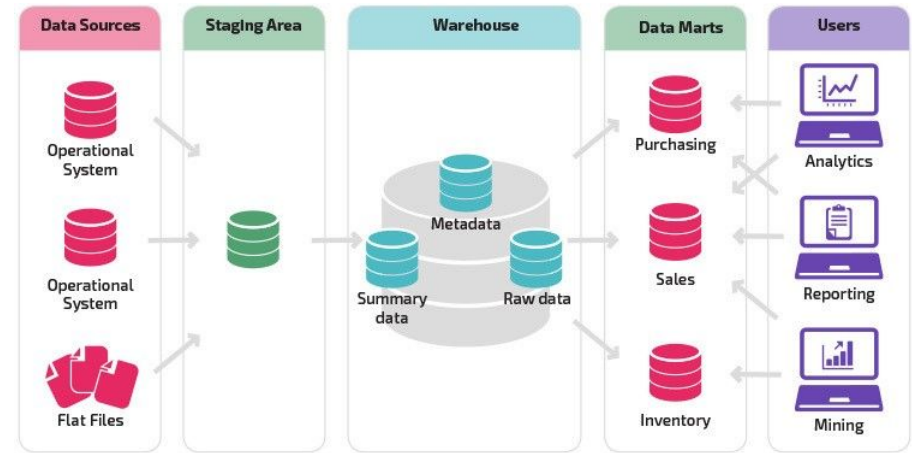 Data Sources
Staging Area
Warehouse
Data Marts
Users
Operational
System
Operational
System
Flat Files
Metadata
Summary
data
Raw data
Purchasing
Sales
Inventory
Analytics
Reporting
Mining